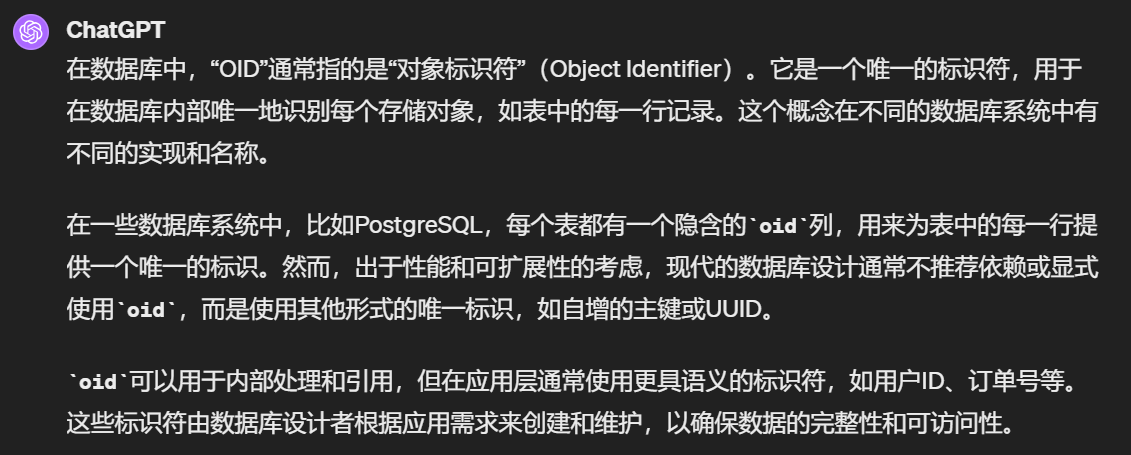 ChatGPT
在数据库中，“OID”通常指的是“对象标识符”（Object Identifier）。它是一个唯一的标识符，用于
在数据库内部唯一地识别每个存储对象，如表中的每一行记录。这个概念在不同的数据库系统中有
不同的实现和名称。
在一些数据库系统中，比如PostgreSQL，每个表都有一个隐含的`oid`列，用来为表中的每一行提
供一个唯一的标识。然而，出于性能和可扩展性的考虑，现代的数据库设计通常不推荐依赖或显式
使用`oid`，而是使用其他形式的唯一标识，如自增的主键或UUID。
`oid`可以用于内部处理和引用，但在应用层通常使用更具语义的标识符，如用户ID、订单号等。
这些标识符由数据库设计者根据应用需求来创建和维护，以确保数据的完整性和可访问性。